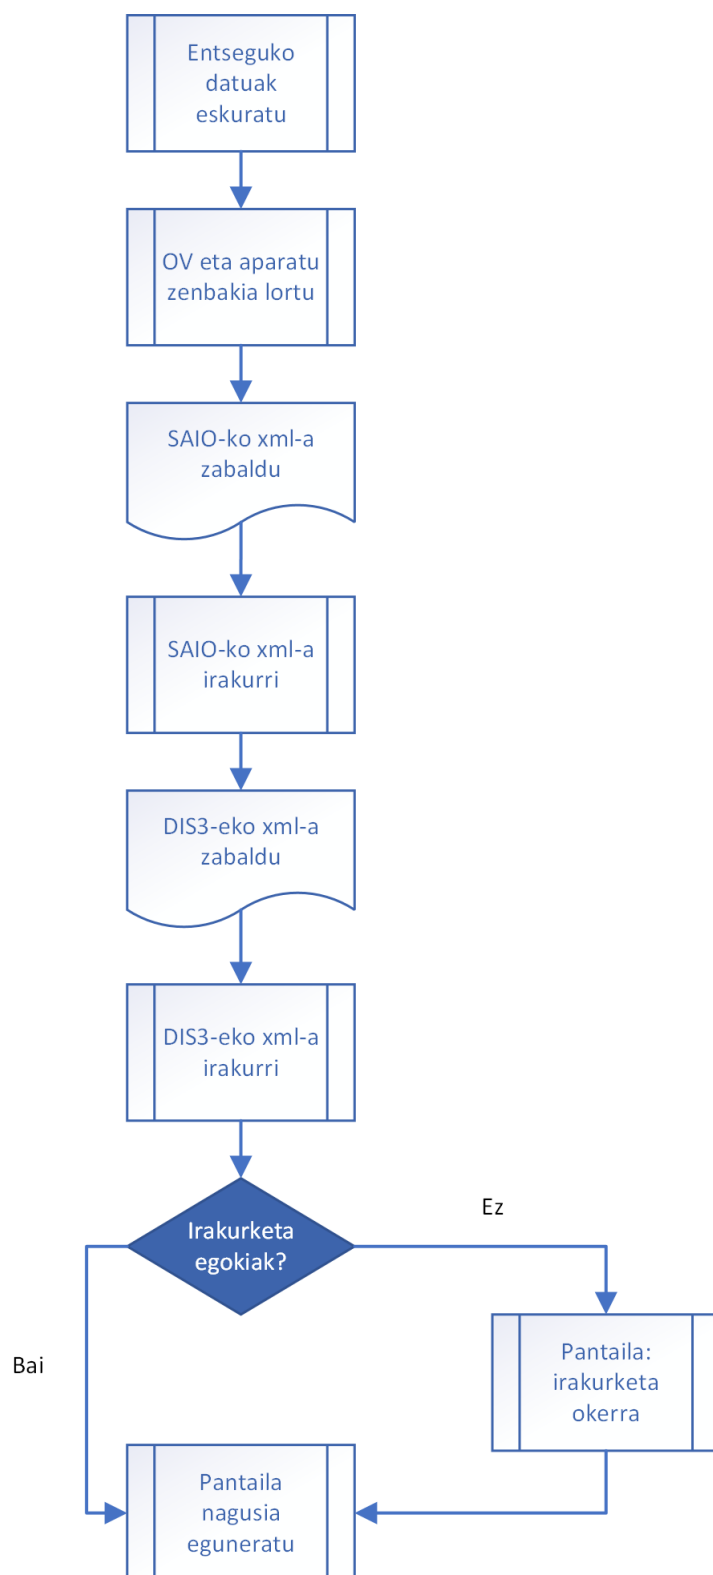 Entseguko
datuak
eskuratu
OV eta aparatu
zenbakia lortu
SAIO-ko xml-a
zabaldu
SAIO-ko xml-a
irakurri
DIS3-eko xml-a
zabaldu
DIS3-eko xml-a
irakurri
Irakurketa
egokiak?
Ez
Bai
Pantaila:
irakurketa
okerra
Pantaila
nagusia
eguneratu